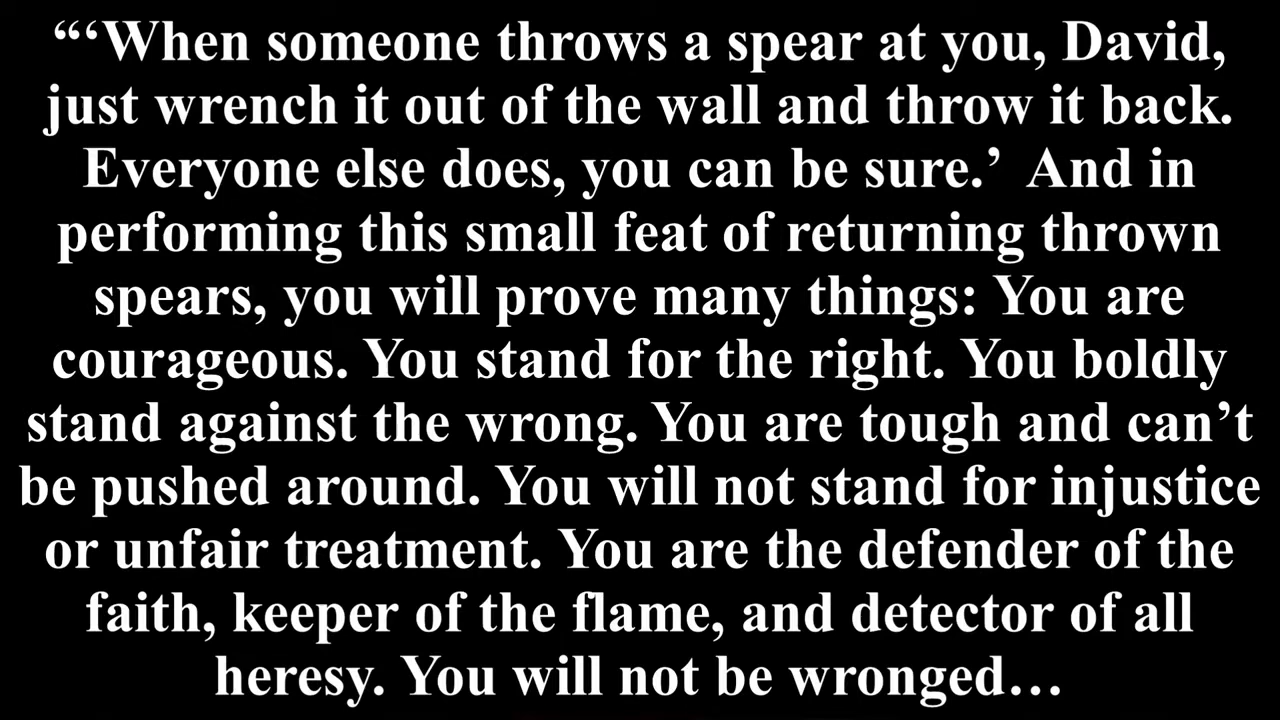 “‘When someone throws a spear at you, David,
just wrench it out of the wall and throw it back.
Everyone else does, you can be sure.’  And in
performing this small feat of returning thrown
spears, you will prove many things: You are
courageous. You stand for the right. You boldly
stand against the wrong. You are tough and can’t
be pushed around. You will not stand for injustice
or unfair treatment. You are the defender of the
faith, keeper of the flame, and detector of all
heresy. You will not be wronged…